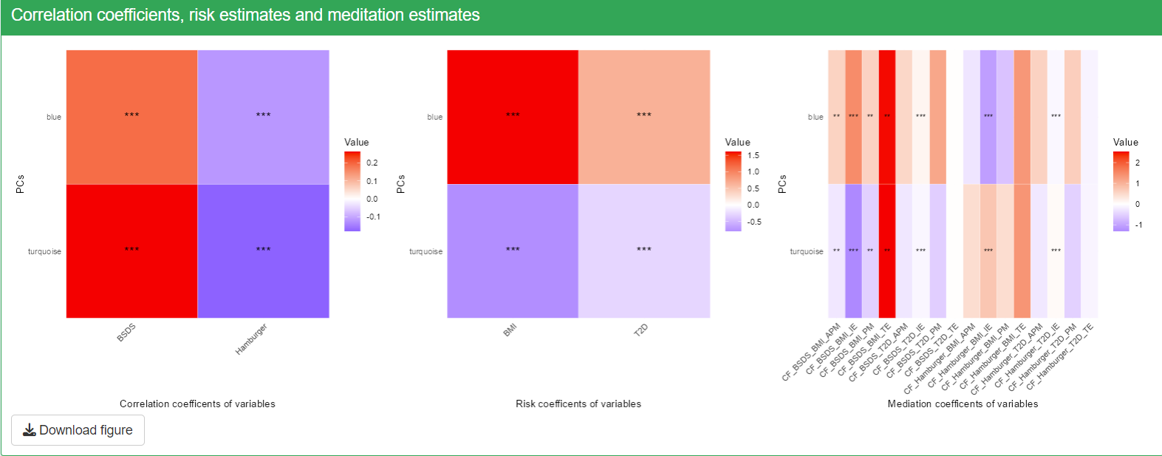 Correlation coefficients, risk estimates and meditation estimates
PCs
blue
turquoise
***
***
***
***
BSDS
Hamburger
Correlation coefficents of variables
Value
0.2
0.1
0.0
-0.1
PCs
blue
turquoise
***
***
***
***
BMI
T2D
Risk coefficents of variables
Value
1.5
1.0
0.5
0.0
-0.5
PCs
blue
turquoise
** *** ** ** *** *** ***
** *** ** ** *** *** ***
CF_BSDS_BMI_APM
CF_BSDS_BMI_IE
CF_BSDS_BMI_PM
CF_BSDS_BMI_TE
CF_BSDS_T2D_APM
CF_BSDS_T2D_IE
CF_BSDS_T2D_PM
CF_BSDS_T2D_TE
CF_Hamburger_BMI_APM
CF_Hamburger_BMI_IE
CF_Hamburger_BMI_PM
CF_Hamburger_BMI_TE
CF_Hamburger_T2D_APM
CF_Hamburger_T2D_IE
CF_Hamburger_T2D_PM
CF_Hamburger_T2D_TE
Mediation coefficents of variables
Value
2
1
0
-1
Download figure